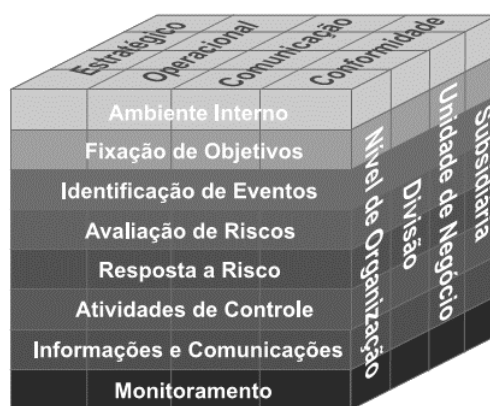 Estratégico
Operacional
Comunicação
Conformidade
Ambiente Interno
Fixação de Objetivos
Identificação de Eventos
Avaliação de Riscos
Resposta a Risco
Atividades de Controle
Informações e Comunicações
Monitoramento
Nível de Organização
Divisão
Unidade de Negócio
Subsidiaria